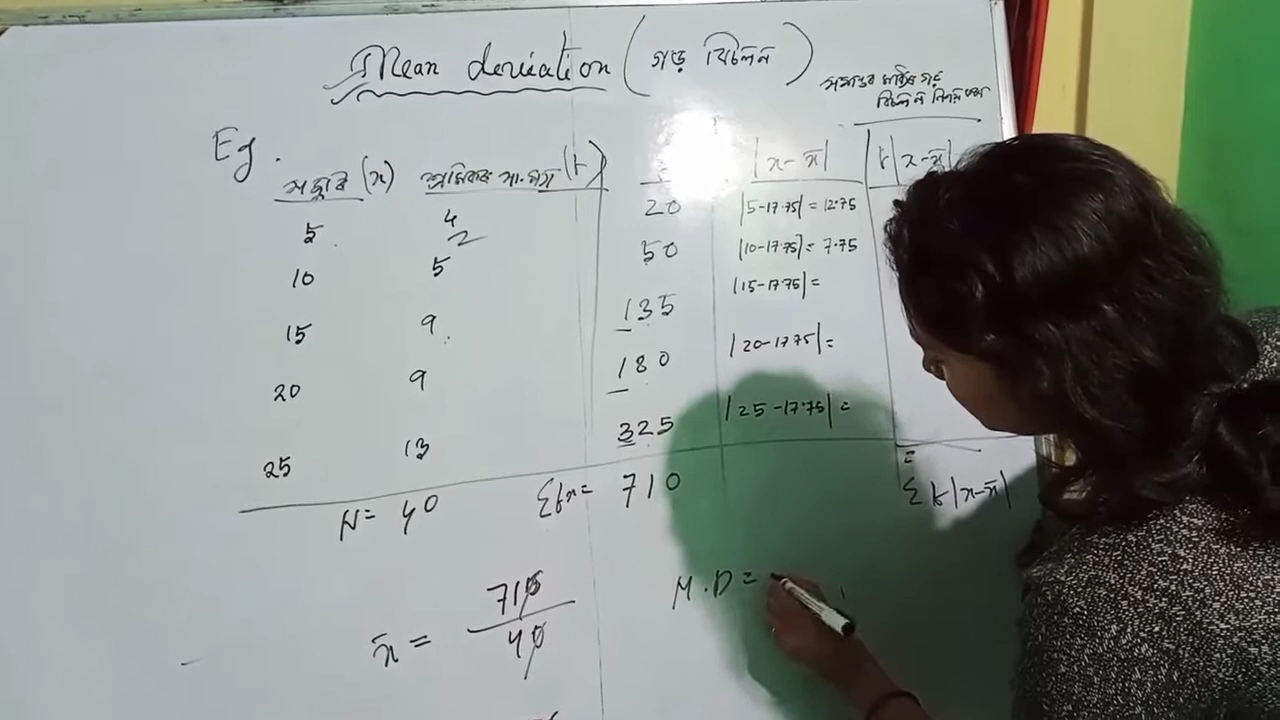 Mean deviation (গড় বিচলন)
Eg.
(x) (f)
|x-x̄| f|x-x̄|
5 4 20 |5-17.75| = 12.75
10 5 50 |10-17.75| = 7.75
15 9 135 |15-17.75| =
20 9 180 |20-17.75| =
25 13 325 |25-17.75| =
N = 40 Σfx = 710 Σf|x-x̄|
M.D =
x̄ = 710
40